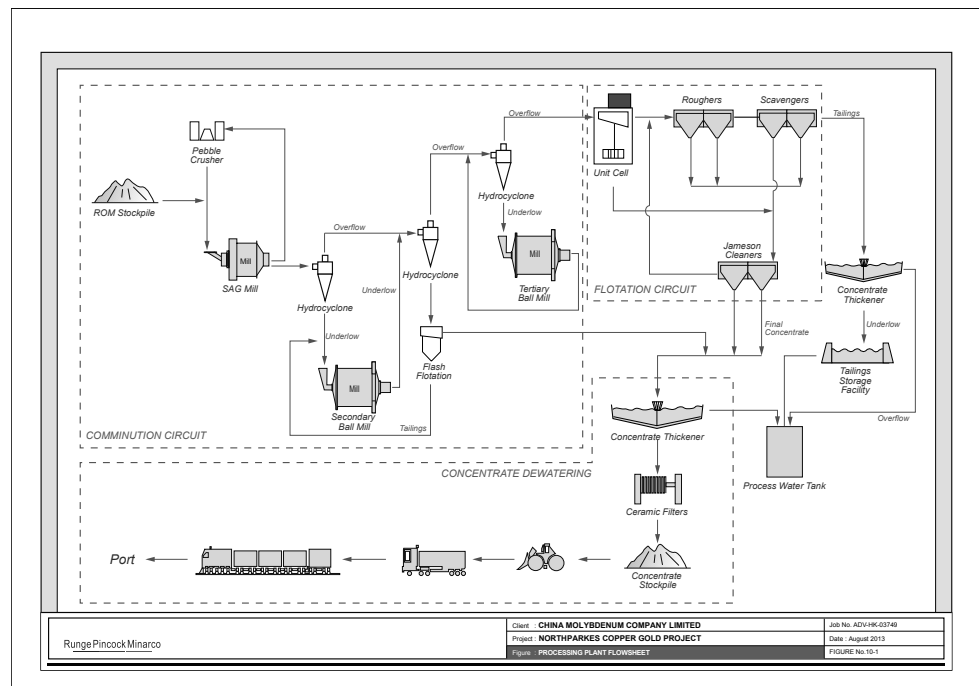 Overflow
Roughers
Scavengers
Tailings
Pebble
Crusher
Overflow
Unit Cell
Hydrocyclone
ROM Stockpile
Underlow
Overflow
Mill
Mill
SAG Mill
Hydrocyclone
Tertiary
Ball Mill
Jameson
Cleaners
FLOTATION CIRCUIT
Concentrate
Thickener
Underlow
Hydrocyclone
Underlow
Final
Concentrate
Underlow
Flash
Flotation
Tailings
Storage
Facility
Mill
Secondary
Ball Mill
Tailings
Overflow
COMMINUTION CIRCUIT
Concentrate Thickener
CONCENTRATE DEWATERING
Process Water Tank
Ceramic Filters
Port
Concentrate
Stockpile
RungePincockMinarco
Client : CHINA MOLYBDENUM COMPANY LIMITED
Job No. ADV-HK-03749
Project : NORTHPARKES COPPER GOLD PROJECT
Date : August 2013
Figure : PROCESSING PLANT FLOWSHEET
FIGURE No.10-1